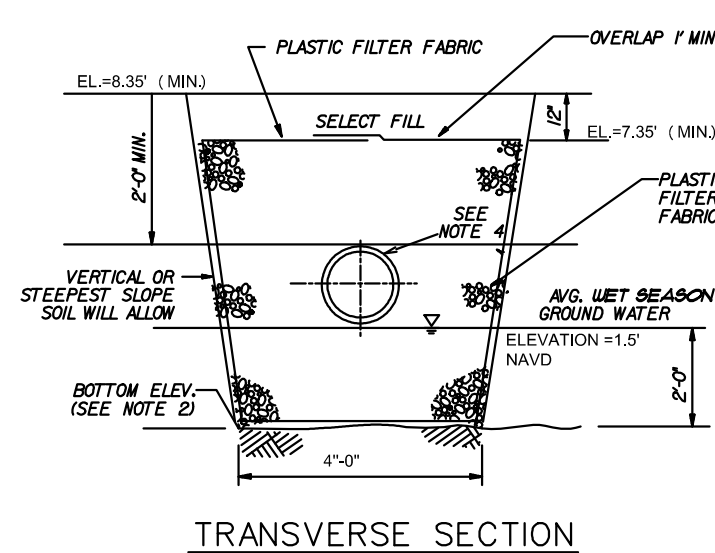 PLASTIC FILTER FABRIC
OVERLAP 1' MIN
EL.=8.35' (MIN.)
SELECT FILL
12"
EL.=7.35' (MIN.)
2'-0" MIN.
PLASTI
FILTER
FABRIC
SEE
NOTE 4
VERTICAL OR
STEEPEST SLOPE
SOIL WILL ALLOW
AVG. WET SEASON
GROUND WATER
ELEVATION =1.5'
NAVD
2'-0"
BOTTOM ELEV.
(SEE NOTE 2)
4"-0"
TRANSVERSE SECTION